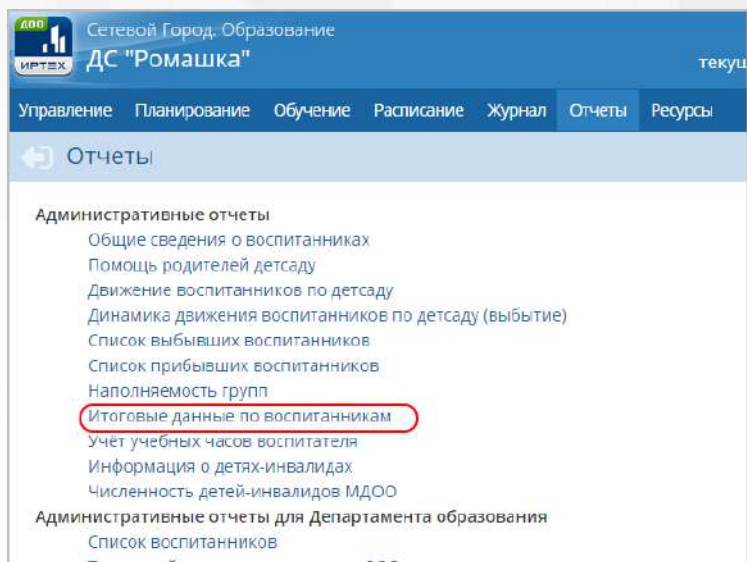 ДОО
ИРТЕХ
Сетевой Город. Образование
ДС "Ромашка"
текущ
Управление Планирование Обучение Расписание Журнал Отчеты Ресурсы
Отчеты
Административные отчеты
Общие сведения о воспитанниках
Помощь родителей детсаду
Движение воспитанников по детсаду
Динамика движения воспитанников по детсаду (выбытие)
Список выбывших воспитанников
Список прибывших воспитанников
Наполняемость групп
Итоговые данные по воспитанникам
Учёт учебных часов воспитателя
Информация о детях-инвалидах
Численность детей-инвалидов МДОО
Административные отчеты для Департамента образования
Список воспитанников